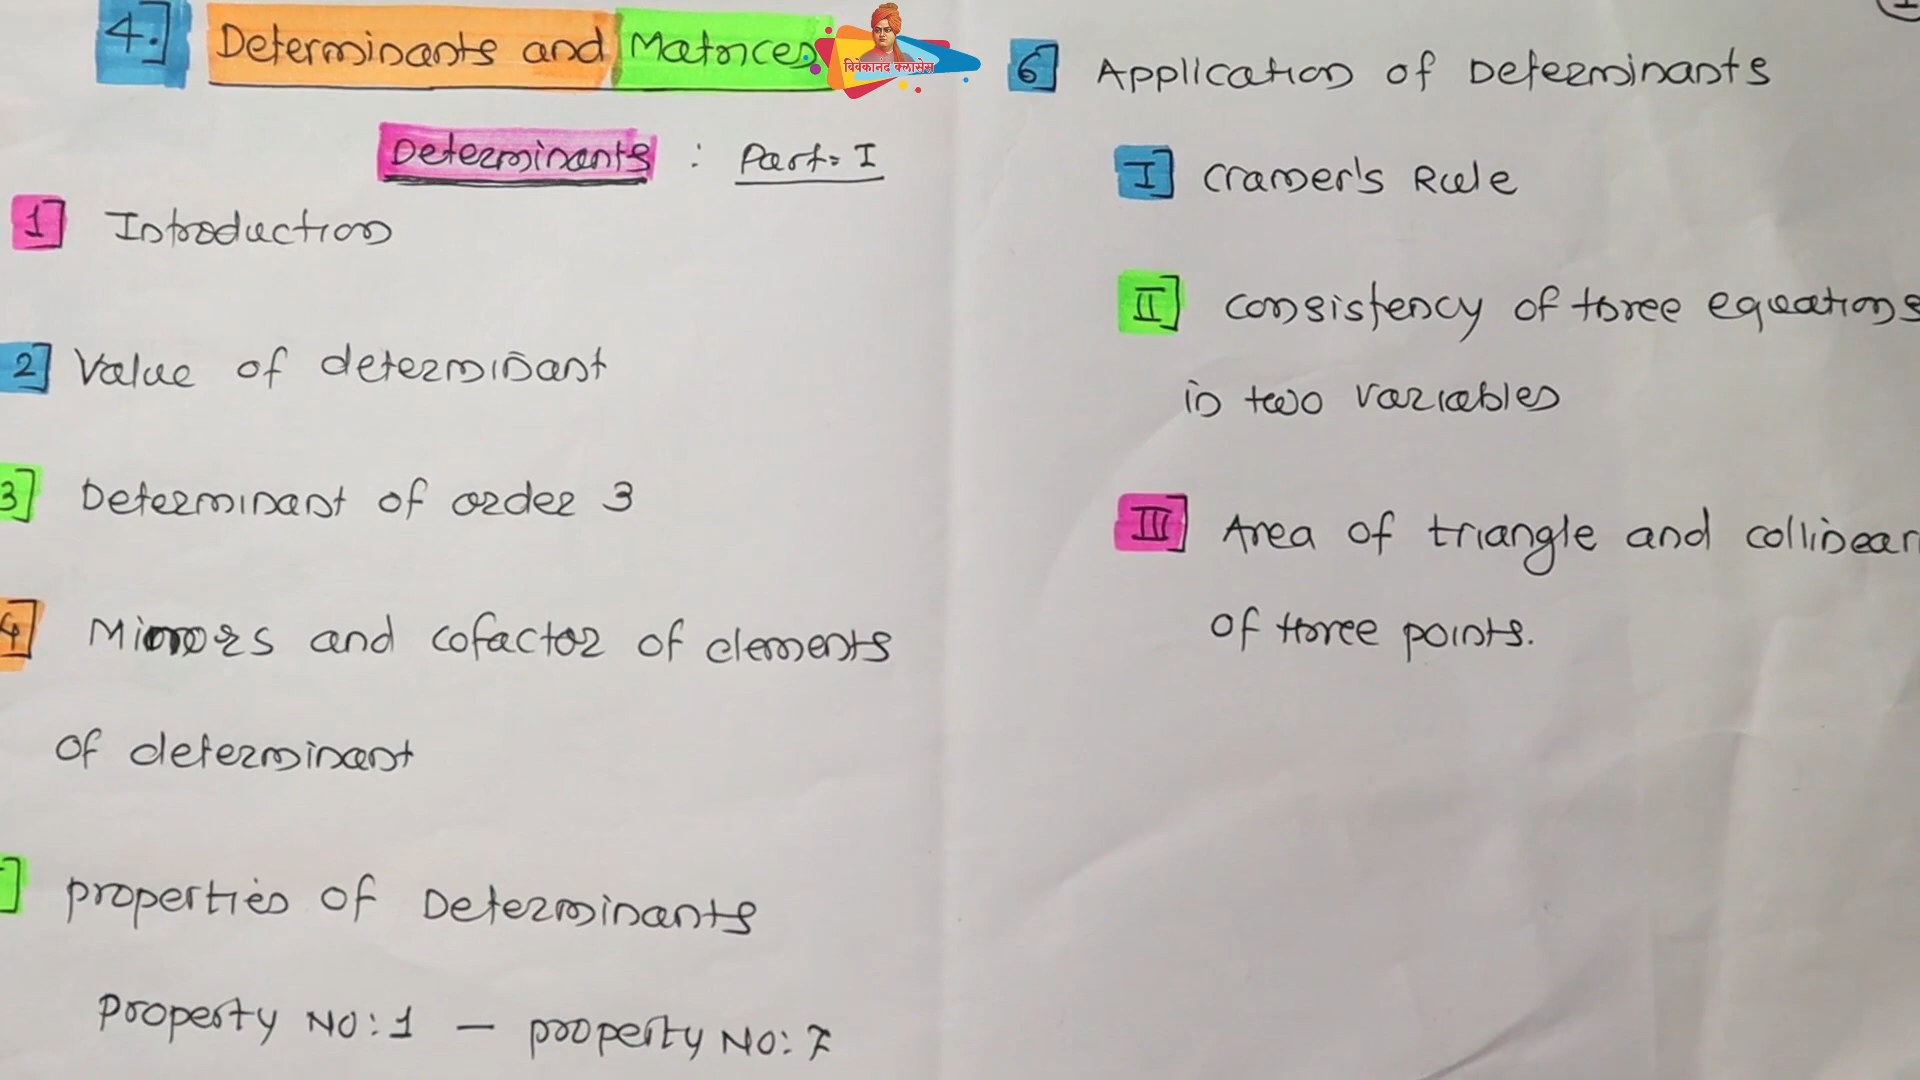 4.] Determinants and Matrices
विवेकानंद क्लासेस
Determinants : Part-I
1] Introduction
2] Value of determinant
3] Determinant of order 3
4] Minors and cofactor of elements
of determinant
] properties of Determinants
Property No:1 — property No:7
6] Application of Determinants
I] Cramer's Rule
II] Consistency of three equations
in two variables
III] Area of triangle and collinear
of three points.